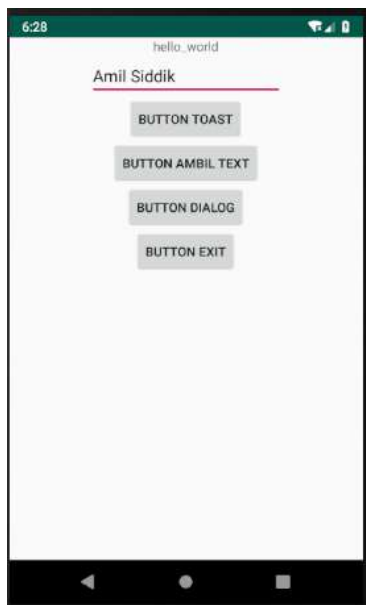 6:28
hello_world
Amil Siddik
BUTTON TOAST
BUTTON AMBIL TEXT
BUTTON DIALOG
BUTTON EXIT